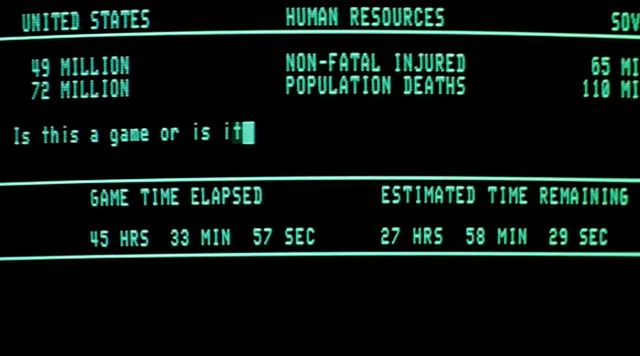 UNITED STATES HUMAN RESOURCES SOV
49 MILLION NON-FATAL INJURED 65 MI
72 MILLION POPULATION DEATHS 110 MI
Is this a game or is it
GAME TIME ELAPSED ESTIMATED TIME REMAINING
45 HRS 33 MIN 57 SEC 27 HRS 58 MIN 29 SEC